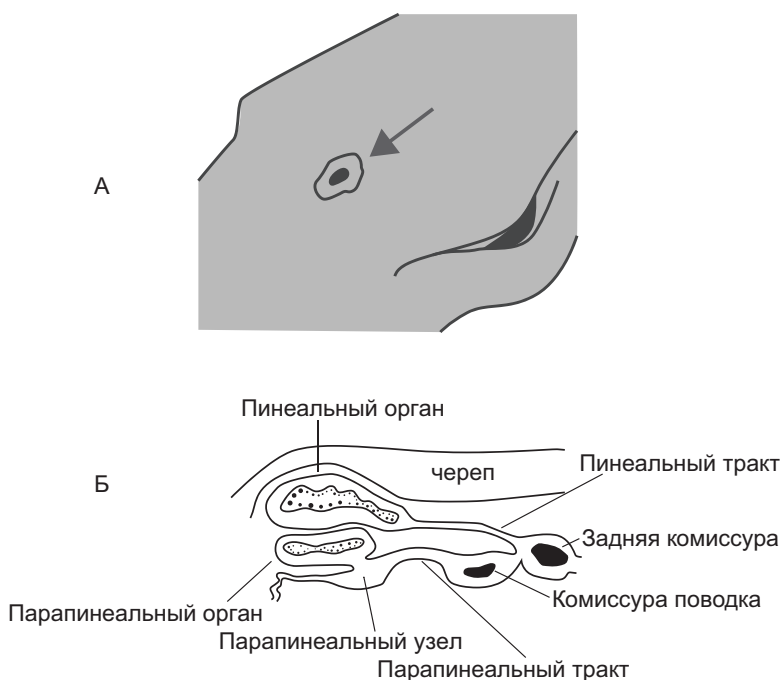 А
Пинеальный орган
Б
череп
Пинеальный тракт
Задняя комиссура
Комиссура поводка
Парапинеальный орган
Парапинеальный узел
Парапинеальный тракт